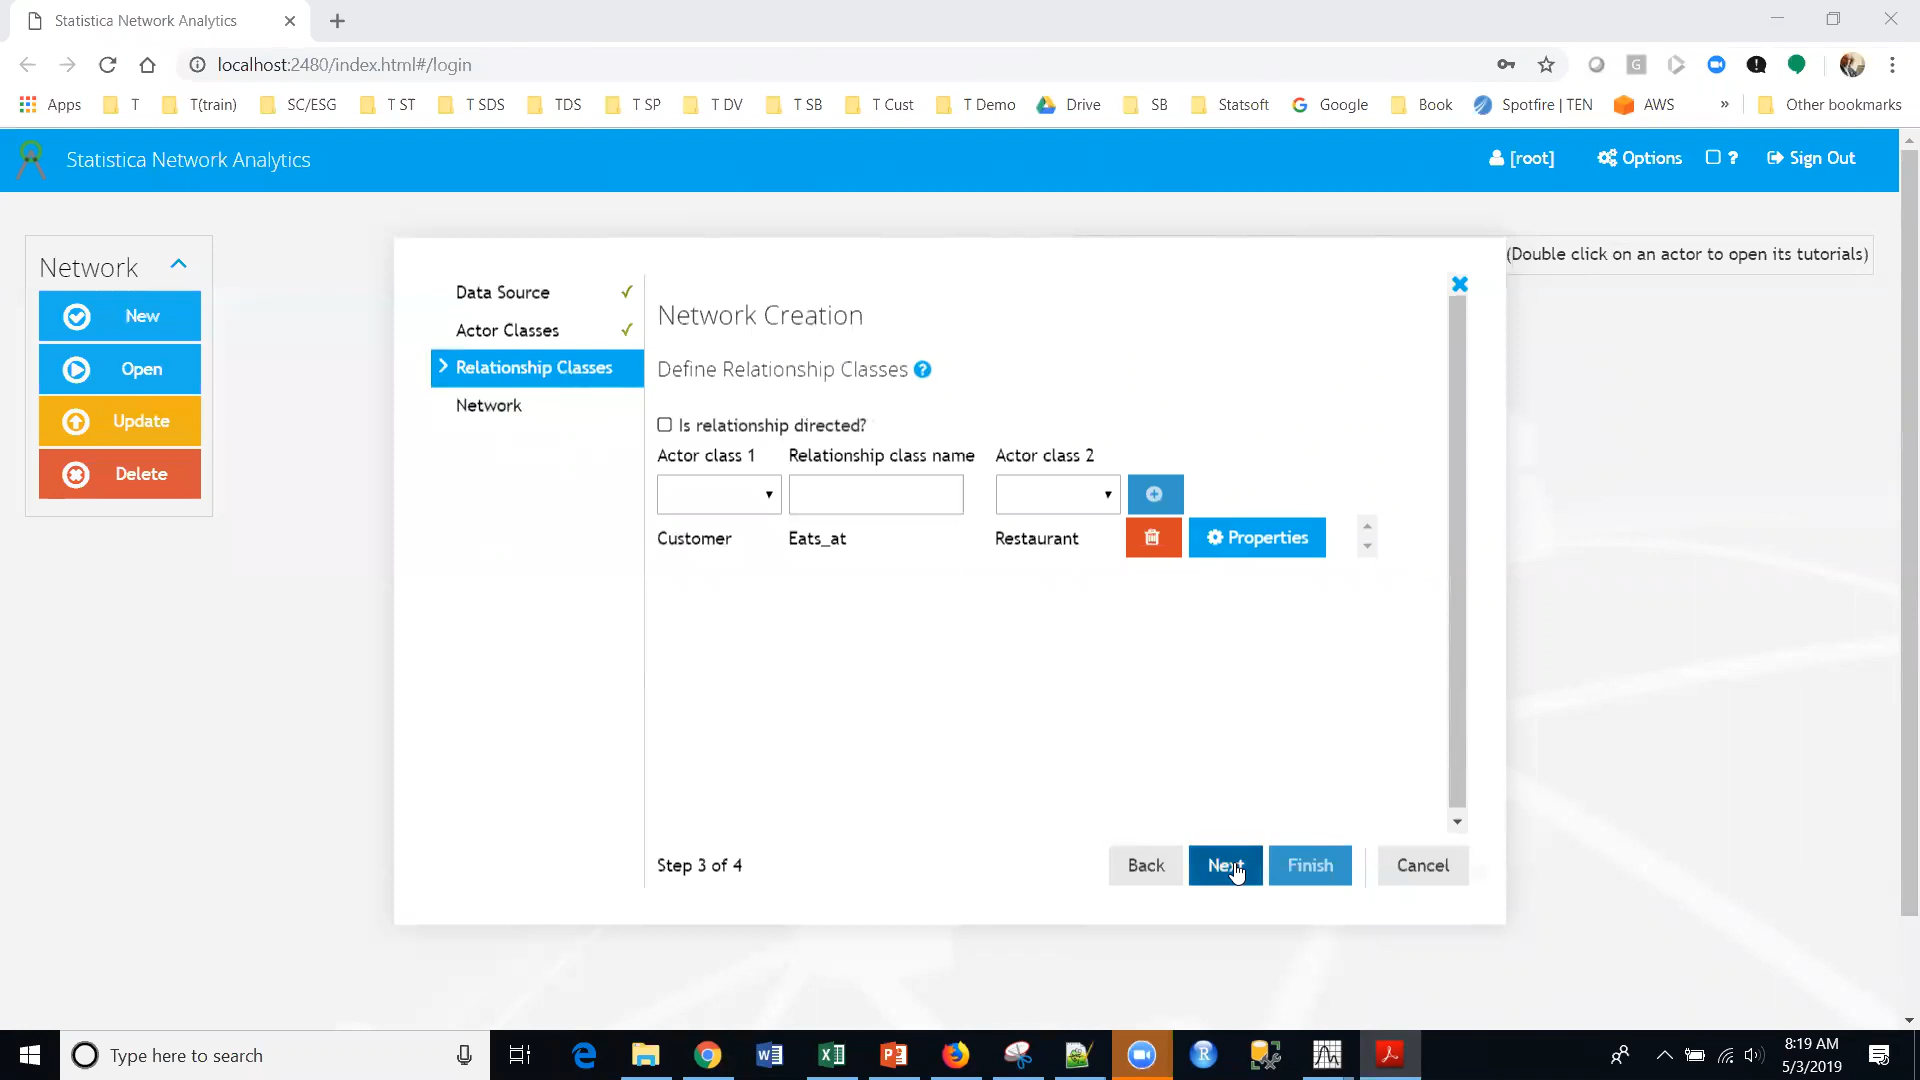 Statistica Network Analytics
localhost:2480/index.html#/login
Apps T T(train) SC/ESG T ST T SDS TDS T SP T DV T SB T Cust T Demo Drive SB Statsoft Google Book Spotfire | TEN AWS » Other bookmarks
Statistica Network Analytics
[root] Options ? Sign Out
Network
New
Open
Update
Delete
(Double click on an actor to open its tutorials)
Data Source
Actor Classes
Relationship Classes
Network
Network Creation
Define Relationship Classes ?
Is relationship directed?
Actor class 1 Relationship class name Actor class 2
Customer Eats_at Restaurant Properties
Step 3 of 4
Back Next Finish Cancel
Type here to search
8:19 AM
5/3/2019